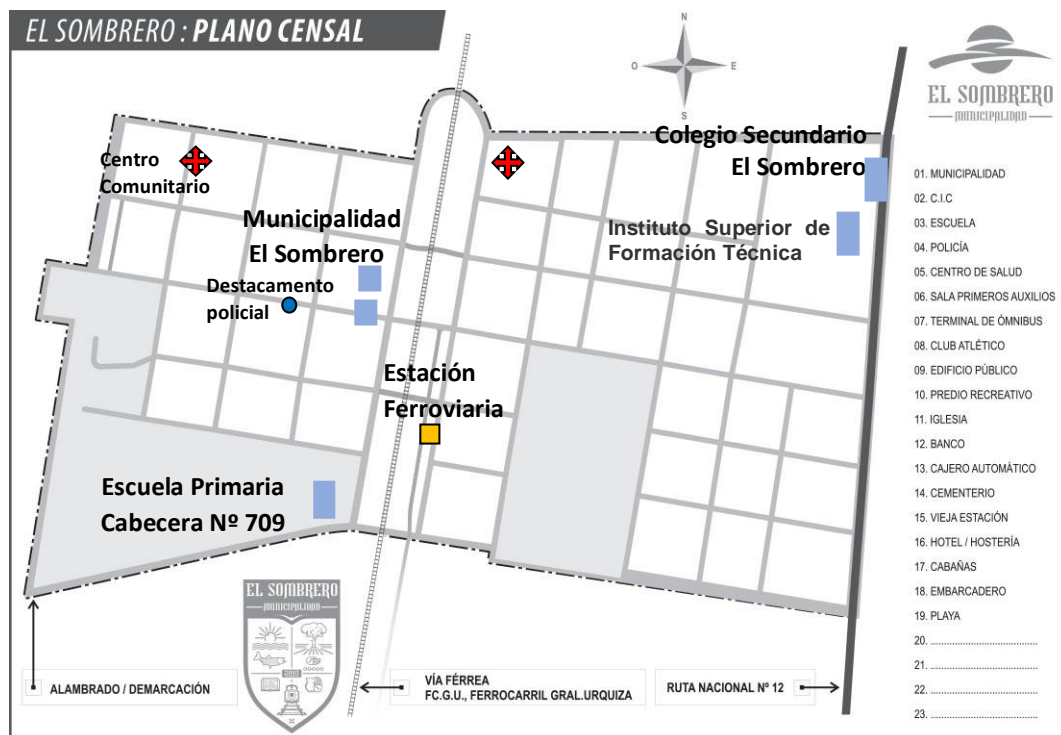 EL SOMBRERO : PLANO CENSAL
N
O
E
S
EL SOMBRERO
MUNICIPALIDAD
Colegio Secundario
El Sombrero
Centro
Comunitario
Municipalidad
El Sombrero
Instituto Superior de
Formación Técnica
Destacamento
policial
Estación
Ferroviaria
Escuela Primaria
Cabecera Nº 709
01. MUNICIPALIDAD
02. C.I.C
03. ESCUELA
04. POLICÍA
05. CENTRO DE SALUD
06. SALA PRIMEROS AUXILIOS
07. TERMINAL DE ÓMNIBUS
08. CLUB ATLÉTICO
09. EDIFICIO PÚBLICO
10. PREDIO RECREATIVO
11. IGLESIA
12. BANCO
13. CAJERO AUTOMÁTICO
14. CEMENTERIO
15. VIEJA ESTACIÓN
16. HOTEL / HOSTERÍA
17. CABAÑAS
18. EMBARCADERO
19. PLAYA
20. ......................................
21. ......................................
22. ......................................
23. ......................................
EL SOMBRERO
MUNICIPALIDAD
ALAMBRADO / DEMARCACIÓN
VÍA FÉRREA
FC.G.U., FERROCARRIL GRAL.URQUIZA
RUTA NACIONAL Nº 12